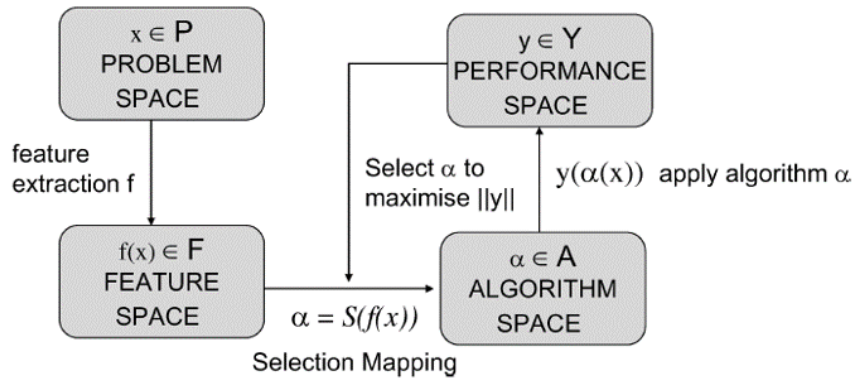 x ∈ P
PROBLEM
SPACE
y ∈ Y
PERFORMANCE
SPACE
feature
extraction f
Select α to
maximise ||y||
y(α(x)) apply algorithm α
f(x) ∈ F
FEATURE
SPACE
α = S(f(x))
Selection Mapping
α ∈ A
ALGORITHM
SPACE